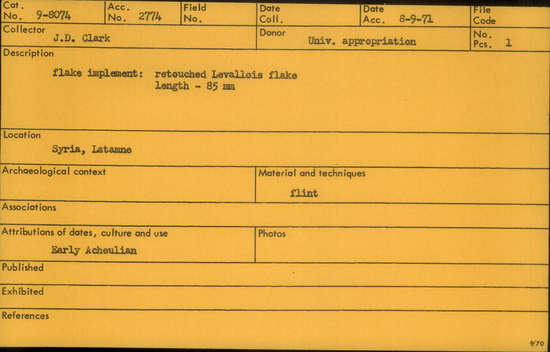 Cat. No. 9-8074 Acc. No. 2774 Field No. Date Coll. Date Acc. 8-9-71 File Code
Collector J.D. Clark Donor Univ. appropriation No. Pcs. 1
Description
flake implement: retouched Levallois flake
length - 85 mm
Location
Syria, Latamne
Archaeological context Material and techniques
flint
Associations
Attributions of dates, culture and use Photos
Early Acheulian
Published
Exhibited
References
9/70